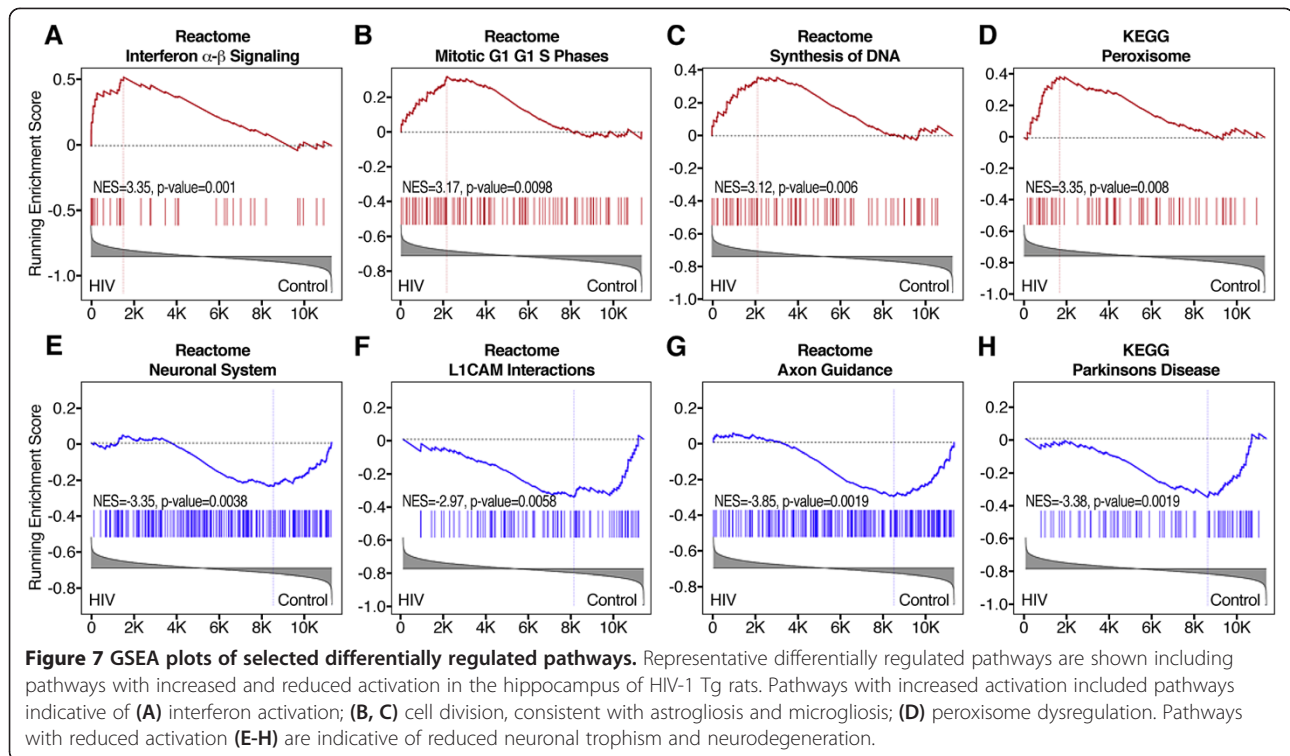 A
Reactome
Interferon α-β Signaling
B
Reactome
Mitotic G1 G1 S Phases
C
Reactome
Synthesis of DNA
D
KEGG
Peroxisome
Running Enrichment Score
0.5
0
-0.5
-1.0
NES=3.35, p-value=0.001
HIV
Control
0 2K 4K 6K 8K 10K
0.2
0
-0.2
-0.4
-0.6
-0.8
NES=3.17, p-value=0.0098
HIV
Control
0 2K 4K 6K 8K 10K
0.4
0.2
0
-0.2
-0.4
-0.6
-0.8
-1.0
NES=3.12, p-value=0.006
HIV
Control
0 2K 4K 6K 8K 10K
0.4
0.2
0
-0.2
-0.4
-0.6
-0.8
-1.0
NES=3.35, p-value=0.008
HIV
Control
0 2K 4K 6K 8K 10K
E
Reactome
Neuronal System
F
Reactome
L1CAM Interactions
G
Reactome
Axon Guidance
H
KEGG
Parkinsons Disease
Running Enrichment Score
0.2
0
-0.2
-0.4
-0.6
-0.8
NES=-3.35, p-value=0.0038
HIV
Control
0 2K 4K 6K 8K 10K
0.2
0
-0.2
-0.4
-0.6
-0.8
-1.0
NES=-2.97, p-value=0.0058
HIV
Control
0 2K 4K 6K 8K 10K
0.2
0
-0.2
-0.4
-0.6
-0.8
NES=-3.85, p-value=0.0019
HIV
Control
0 2K 4K 6K 8K 10K
0.2
0
-0.2
-0.4
-0.6
-0.8
-1.0
NES=-3.38, p-value=0.0019
HIV
Control
0 2K 4K 6K 8K 10K
Figure 7 GSEA plots of selected differentially regulated pathways. Representative differentially regulated pathways are shown including
pathways with increased and reduced activation in the hippocampus of HIV-1 Tg rats. Pathways with increased activation included pathways
indicative of (A) interferon activation; (B, C) cell division, consistent with astrogliosis and microgliosis; (D) peroxisome dysregulation. Pathways
with reduced activation (E-H) are indicative of reduced neuronal trophism and neurodegeneration.